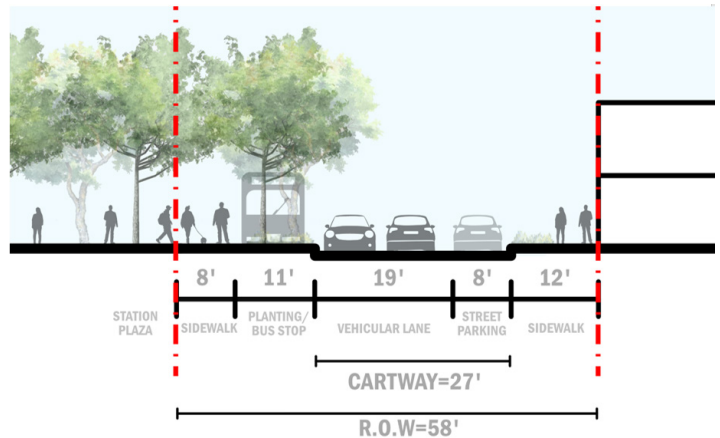 8' 11' 19' 8' 12'
STATION PLAZA
SIDEWALK
PLANTING/
BUS STOP
VEHICULAR LANE
STREET
PARKING
SIDEWALK
CARTWAY=27'
R.O.W=58'